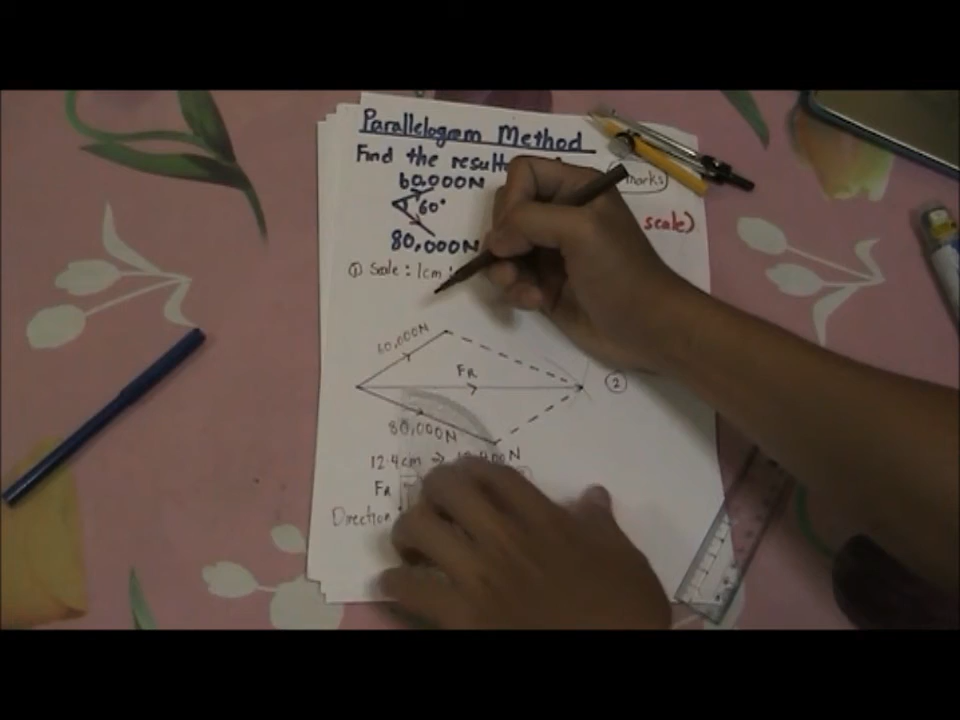 Parallelogram Method
Find the
marks
60,000N
60°
scale)
80,000N
① Scale : 1cm :
60,000N
FR
②
80,000N
12.4cm ⇒
N
FR
Direction